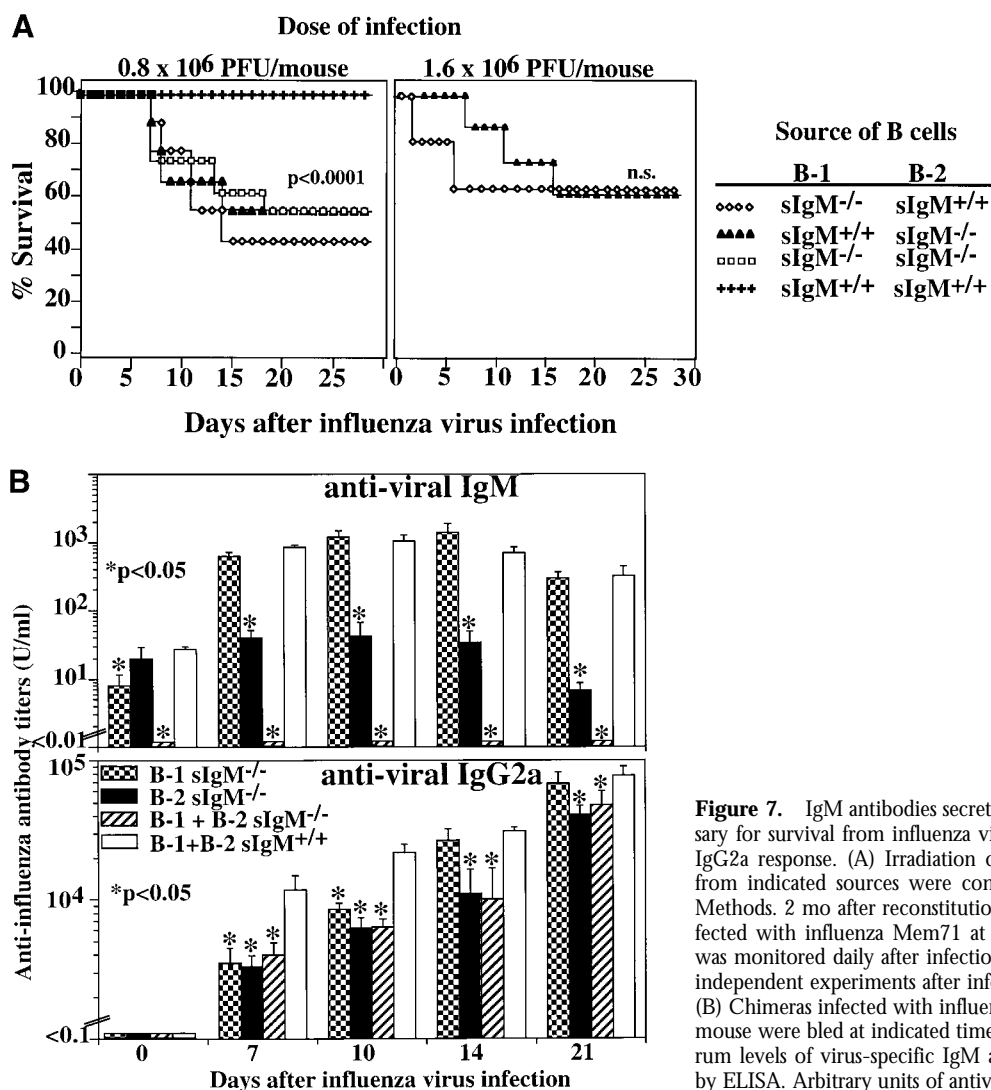 A
Dose of infection
0.8 x 10⁶ PFU/mouse
1.6 x 10⁶ PFU/mouse
% Survival
100
80
60
40
20
0
p<0.0001
n.s.
0 5 10 15 20 25
0 5 10 15 20 25 30
Days after influenza virus infection
Source of B cells
B-1 B-2
sIgM-/- sIgM+/+
sIgM+/+ sIgM-/-
sIgM-/- sIgM-/-
sIgM+/+ sIgM+/+
B
Anti-influenza antibody titers (U/ml)
anti-viral IgM
10³
10²
10¹
<0.01
*p<0.05
* * * * * * * * * *
anti-viral IgG2a
10⁵
10⁴
<0.1
B-1 sIgM-/-
B-2 sIgM-/-
B-1 + B-2 sIgM-/-
B-1+B-2 sIgM+/+
*p<0.05
* * * * * * * * * *
0 7 10 14 21
Days after influenza virus infection
Figure 7. IgM antibodies secret
sary for survival from influenza vi
IgG2a response. (A) Irradiation c
from indicated sources were con
Methods. 2 mo after reconstitution
fected with influenza Mem71 at
was monitored daily after infectio
independent experiments after infe
(B) Chimeras infected with influen
mouse were bled at indicated time
rum levels of virus-specific IgM a
by ELISA. Arbitrary units of antiv